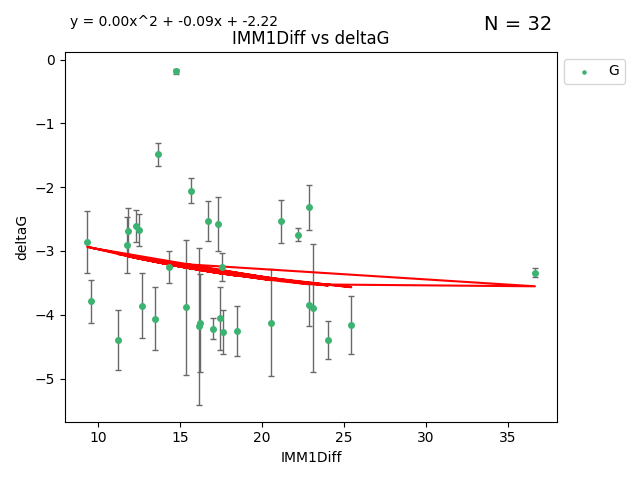 y = 0.00x^2 + -0.09x + -2.22
N = 32
IMM1Diff vs deltaG
G
0
−1
−2
−3
−4
−5
deltaG
10 15 20 25 30 35
IMM1Diff